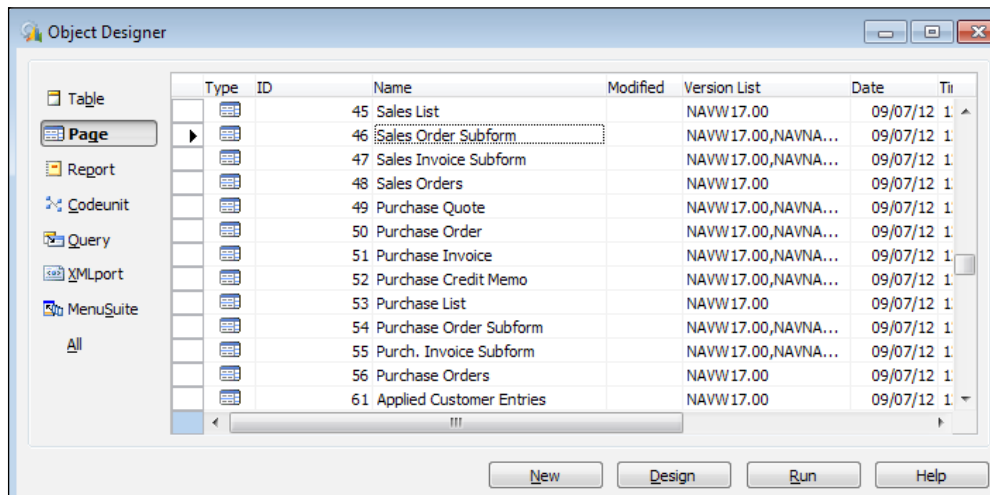 Object Designer
Type ID Name Modified Version List Date
Table
Page
Report
Codeunit
Query
XMLport
MenuSuite
All
45 Sales List NAVW17.00 09/07/12
46 Sales Order Subform NAVW17.00,NAVNA... 09/07/12
47 Sales Invoice Subform NAVW17.00,NAVNA... 09/07/12
48 Sales Orders NAVW17.00 09/07/12
49 Purchase Quote NAVW17.00,NAVNA... 09/07/12
50 Purchase Order NAVW17.00,NAVNA... 09/07/12
51 Purchase Invoice NAVW17.00,NAVNA... 09/07/12
52 Purchase Credit Memo NAVW17.00,NAVNA... 09/07/12
53 Purchase List NAVW17.00 09/07/12
54 Purchase Order Subform NAVW17.00,NAVNA... 09/07/12
55 Purch. Invoice Subform NAVW17.00,NAVNA... 09/07/12
56 Purchase Orders NAVW17.00 09/07/12
61 Applied Customer Entries NAVW17.00 09/07/12
New Design Run Help